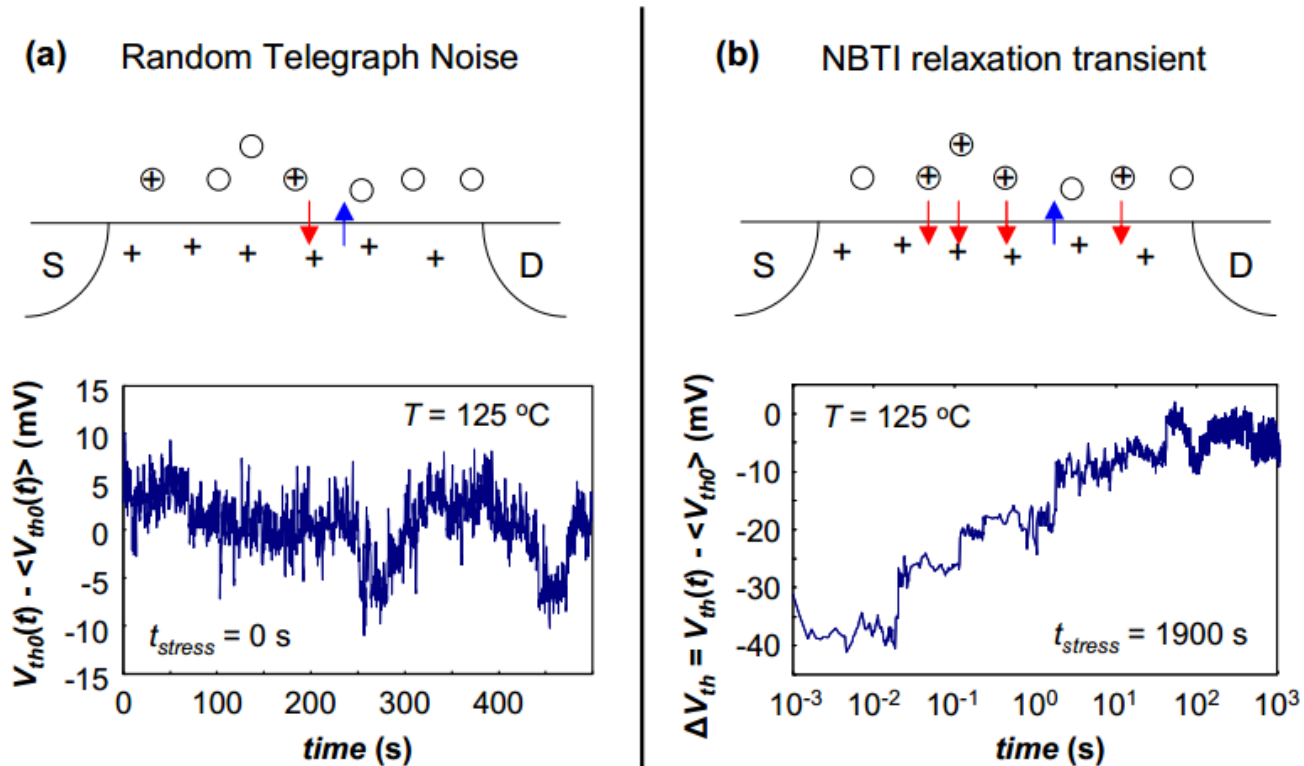 (a) Random Telegraph Noise
S
D
V_th0(t) - <V_th0(t)> (mV)
15
10
5
0
-5
-10
-15
T = 125 °C
t_stress = 0 s
0 200 400
time (s)
(b) NBTI relaxation transient
S
D
ΔV_th = V_th(t) - <V_th0> (mV)
0
-10
-20
-30
-40
T = 125 °C
t_stress = 1900 s
10^-3 10^-2 10^-1 10^0 10^1 10^2 10^3
time (s)